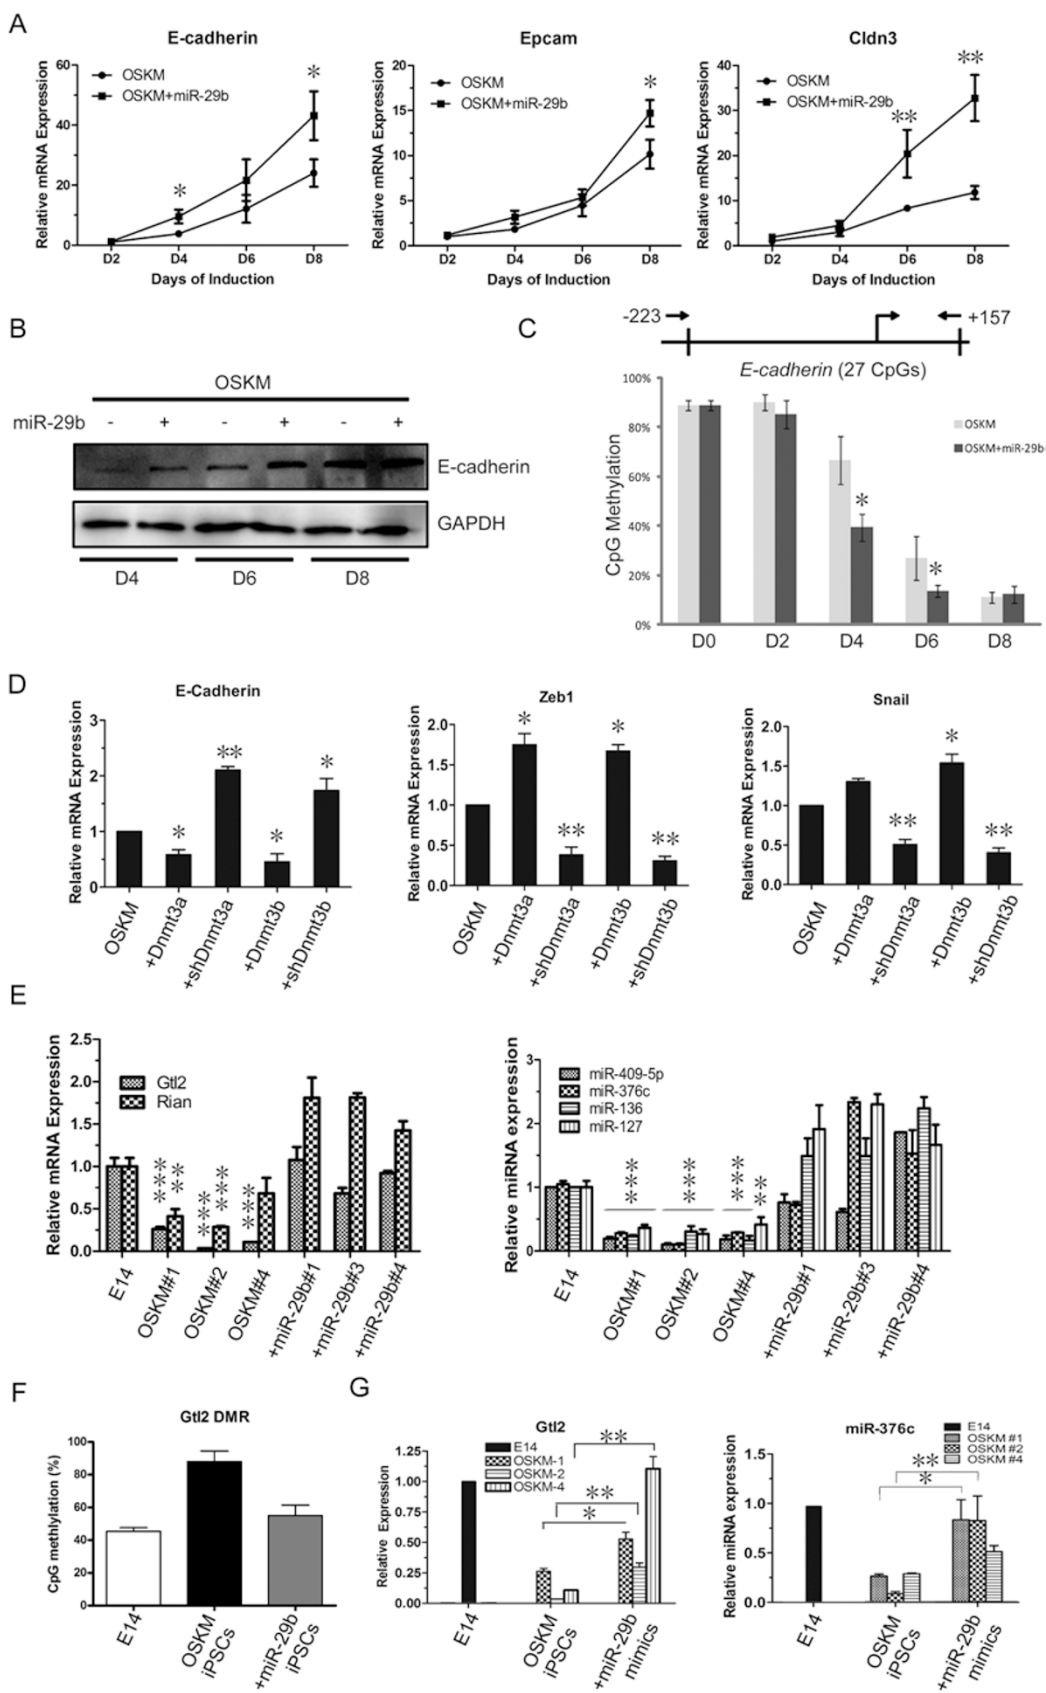 A
E-cadherin
Relative mRNA Expression
60
40
20
0
OSKM
OSKM+miR-29b
*
*
D2 D4 D6 D8
Days of Induction
Epcam
Relative mRNA Expression
20
15
10
5
0
OSKM
OSKM+miR-29b
*
D2 D4 D6 D8
Days of Induction
Cldn3
Relative mRNA Expression
40
30
20
10
0
OSKM
OSKM+miR-29b
**
**
D2 D4 D6 D8
Days of Induction
B
OSKM
miR-29b - + - + - +
E-cadherin
GAPDH
D4 D6 D8
C
-223
+157
E-cadherin (27 CpGs)
CpG Methylation
100%
80%
60%
40%
20%
0%
OSKM
OSKM+miR-29b
*
*
D0 D2 D4 D6 D8
D
E-Cadherin
Relative mRNA Expression
3
2
1
0
* ** * *
OSKM +Dnmt3a +shDnmt3a +Dnmt3b +shDnmt3b
Zeb1
Relative mRNA Expression
2.0
1.5
1.0
0.5
0.0
* ** * **
OSKM +Dnmt3a +shDnmt3a +Dnmt3b +shDnmt3b
Snail
Relative mRNA Expression
2.0
1.5
1.0
0.5
0.0
** * **
OSKM +Dnmt3a +shDnmt3a +Dnmt3b +shDnmt3b
E
Relative mRNA Expression
2.5
2.0
1.5
1.0
0.5
0.0
Gtl2
Rian
*** ** *** *** ***
E14 OSKM#1 OSKM#2 OSKM#4 +miR-29b#1 +miR-29b#3 +miR-29b#4
Relative miRNA expression
3
2
1
0
miR-409-5p
miR-376c
miR-136
miR-127
*** *** *** **
E14 OSKM#1 OSKM#2 OSKM#4 +miR-29b#1 +miR-29b#3 +miR-29b#4
F
Gtl2 DMR
CpG methlylation (%)
100
80
60
40
20
0
E14
OSKM iPSCs
+miR-29b iPSCs
G
Gtl2
Relative Expression
1.25
1.00
0.75
0.50
0.25
0.00
E14
OSKM-1
OSKM-2
OSKM-4
**
**
*
E14
OSKM iPSCs
+miR-29b mimics
miR-376c
Relative miRNA expression
1.5
1.0
0.5
0.0
E14
OSKM #1
OSKM #2
OSKM #4
**
*
E14
OSKM iPSCs
+miR-29b mimics